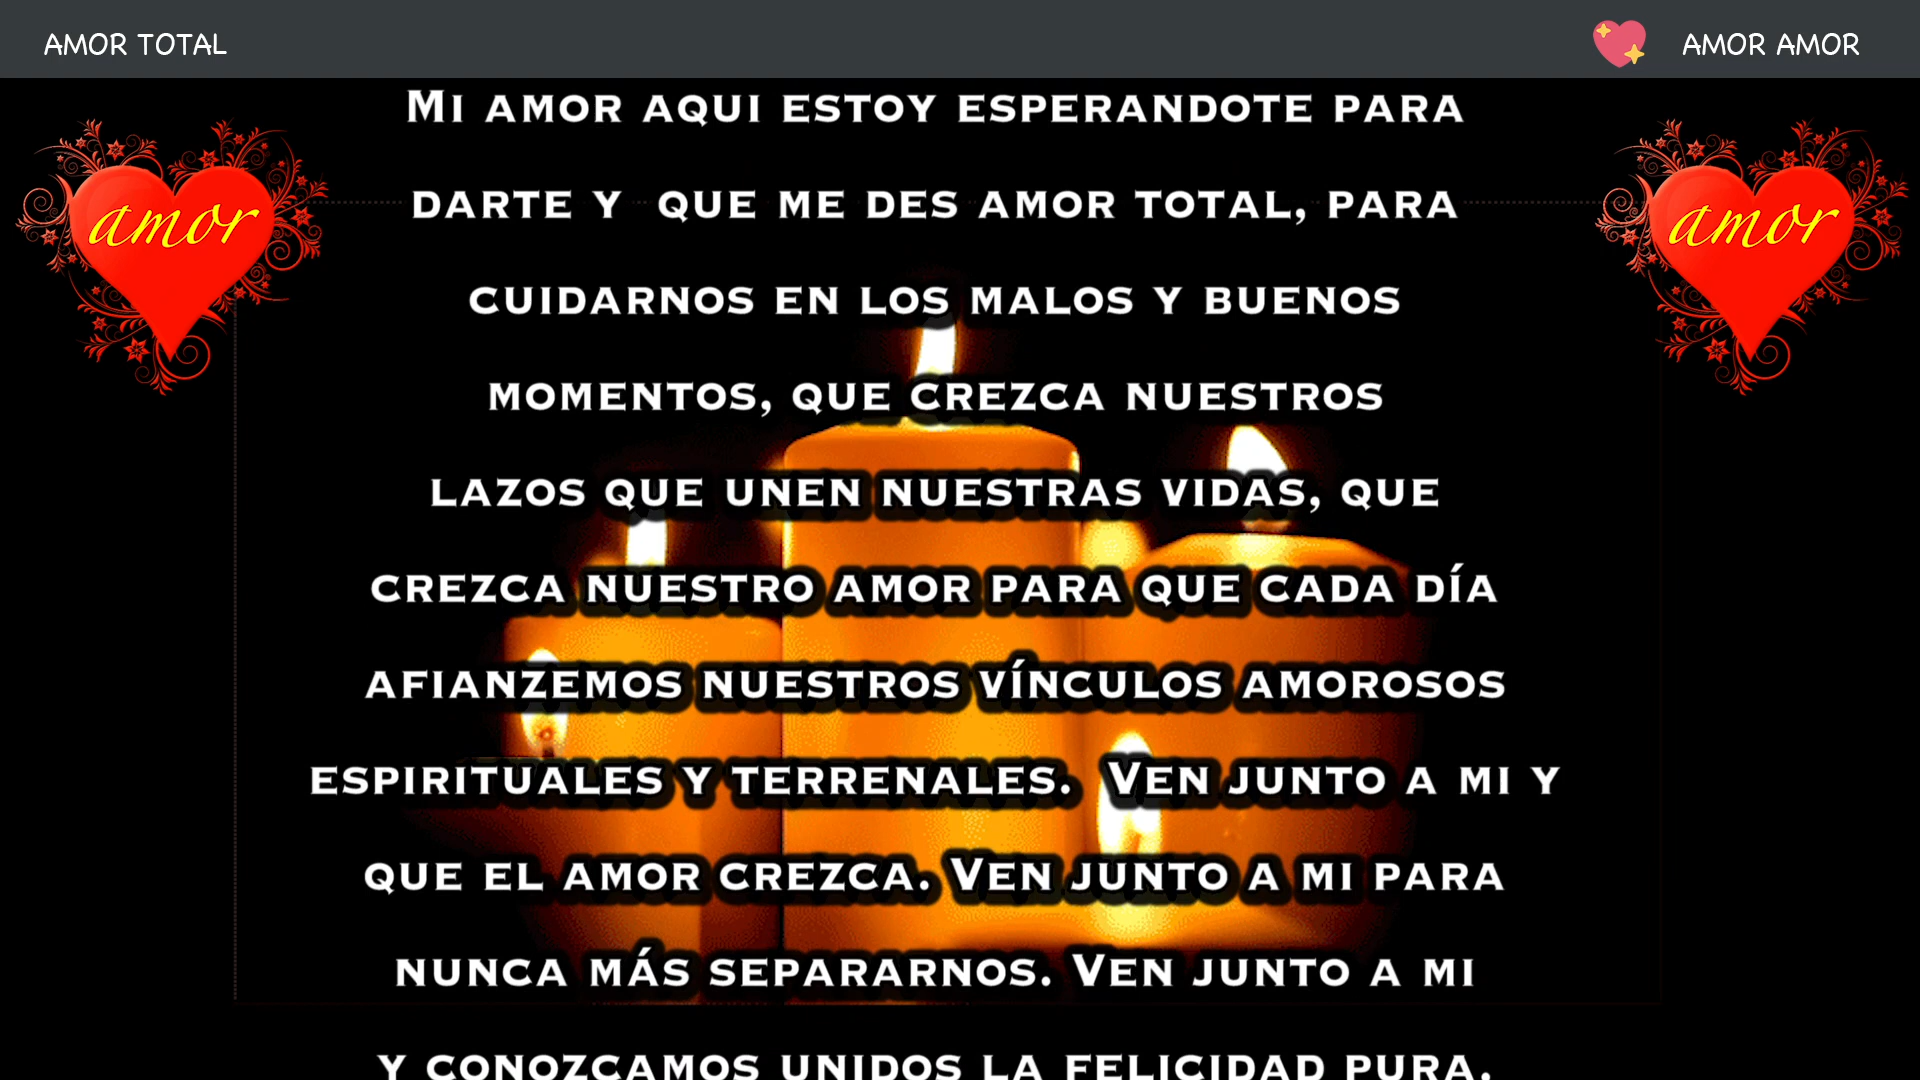 AMOR TOTAL
AMOR AMOR
amor
amor
MI AMOR AQUI ESTOY ESPERANDOTE PARA
DARTE Y QUE ME DES AMOR TOTAL, PARA
CUIDARNOS EN LOS MALOS Y BUENOS
MOMENTOS, QUE CREZCA NUESTROS
LAZOS QUE UNEN NUESTRAS VIDAS, QUE
CREZCA NUESTRO AMOR PARA QUE CADA DÍA
AFIANZEMOS NUESTROS VÍNCULOS AMOROSOS
ESPIRITUALES Y TERRENALES. VEN JUNTO A MI Y
QUE EL AMOR CREZCA. VEN JUNTO A MI PARA
NUNCA MÁS SEPARARNOS. VEN JUNTO A MI
Y CONOZCAMOS UNIDOS LA FELICIDAD PURA.